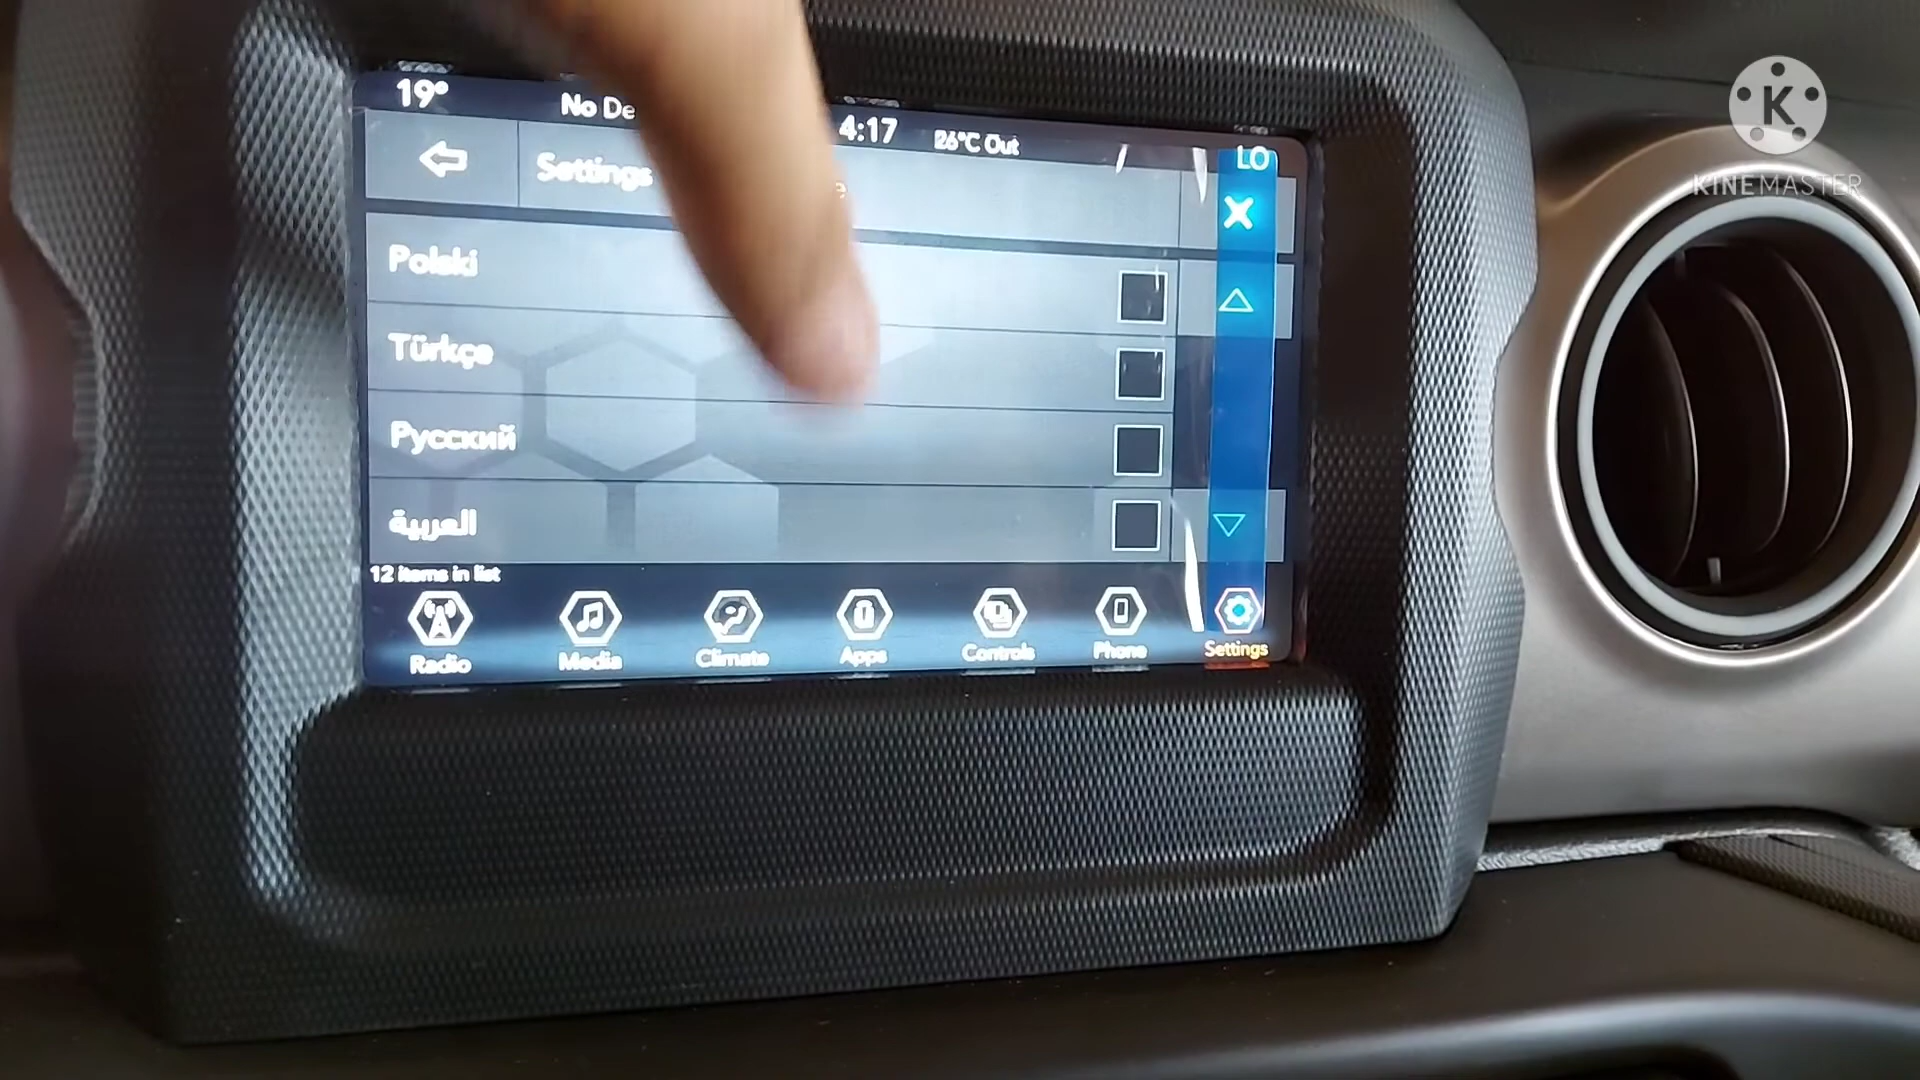 19°
No De
4:17
26°C Out
LO
Settings
Polski
Türkçe
Русский
العربية
12 items in list
Radio
Media
Climate
Apps
Controls
Phone
Settings
K
KINEMASTER